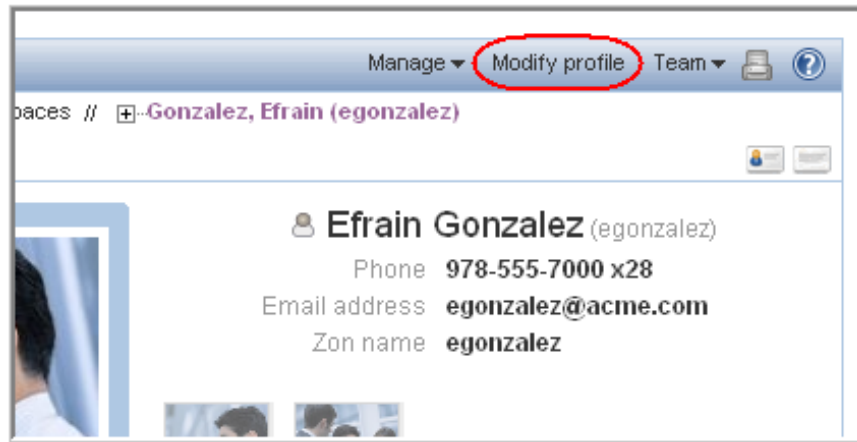 Manage Modify profile Team
paces // Gonzalez, Efrain (egonzalez)
Efrain Gonzalez (egonzalez)
Phone 978-555-7000 x28
Email address egonzalez@acme.com
Zon name egonzalez